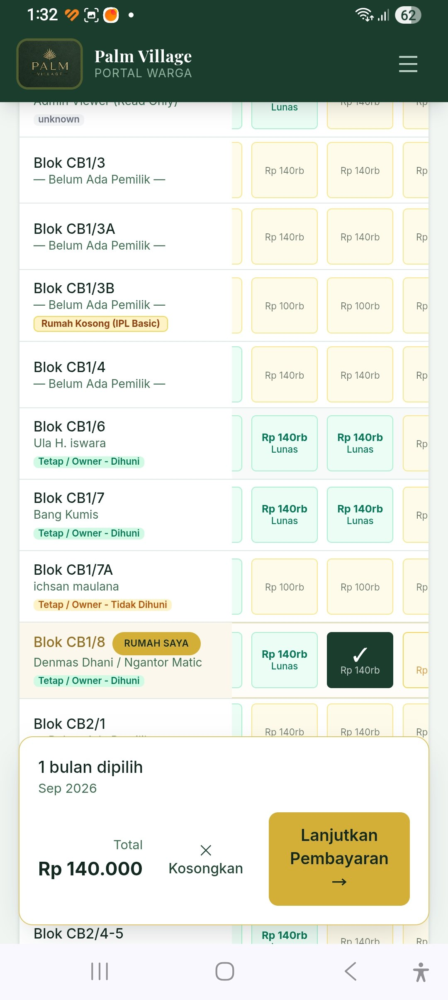 1:32
62
PALM
VILLAGE
Palm Village
PORTAL WARGA
Admin Viewer (Read Only)
unknown
Lunas
Rp 140rb
Rp
Blok CB1/3
— Belum Ada Pemilik —
Rp 140rb
Rp 140rb
Rp
Blok CB1/3A
— Belum Ada Pemilik —
Rp 140rb
Rp 140rb
Rp
Blok CB1/3B
— Belum Ada Pemilik —
Rumah Kosong (IPL Basic)
Rp 100rb
Rp 100rb
Rp
Blok CB1/4
— Belum Ada Pemilik —
Rp 140rb
Rp 140rb
Rp
Blok CB1/6
Ula H. iswara
Tetap / Owner - Dihuni
Rp 140rb
Lunas
Rp 140rb
Lunas
Rp
Blok CB1/7
Bang Kumis
Tetap / Owner - Dihuni
Rp 140rb
Lunas
Rp 140rb
Lunas
Rp
Blok CB1/7A
ichsan maulana
Tetap / Owner - Tidak Dihuni
Rp 100rb
Rp 100rb
Rp
Blok CB1/8 RUMAH SAYA
Denmas Dhani / Ngantor Matic
Tetap / Owner - Dihuni
Rp 140rb
Lunas
✓
Rp 140rb
Rp
Blok CB2/1
Rp 140rb
Rp 140rb
Rp
1 bulan dipilih
Sep 2026
Total
Rp 140.000
× Kosongkan
Lanjutkan
Pembayaran
→
Blok CB2/4-5
Rp 140rb
Rp 140rb
Rp